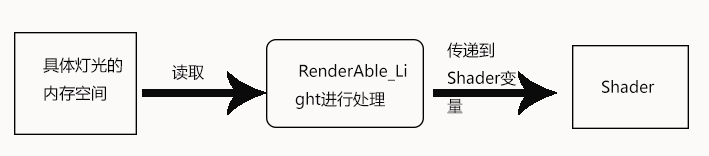 具体灯光的
内存空间
读取
RenderAble_Li
ght进行处理
传递到
Shader变
量
Shader